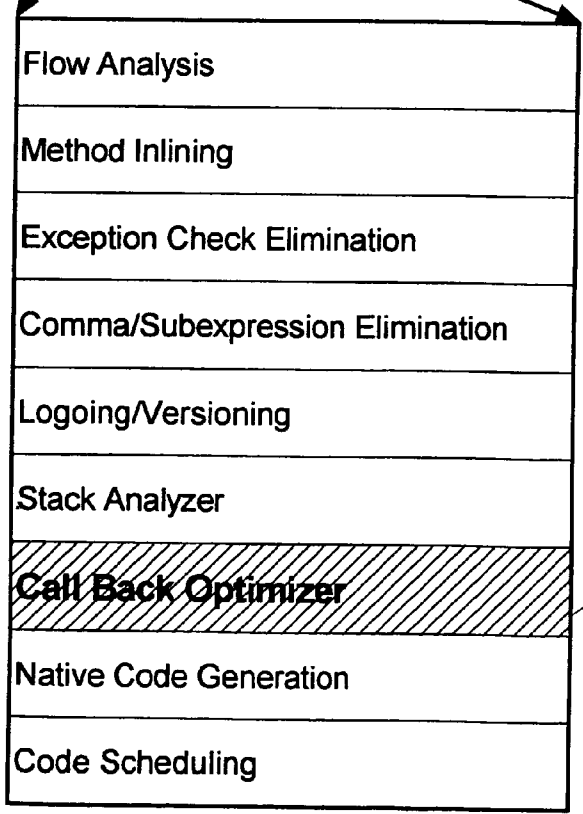 Flow Analysis
Method Inlining
Exception Check Elimination
Comma/Subexpression Elimination
Logoing/Versioning
Stack Analyzer
Call Back Optimizer
Native Code Generation
Code Scheduling